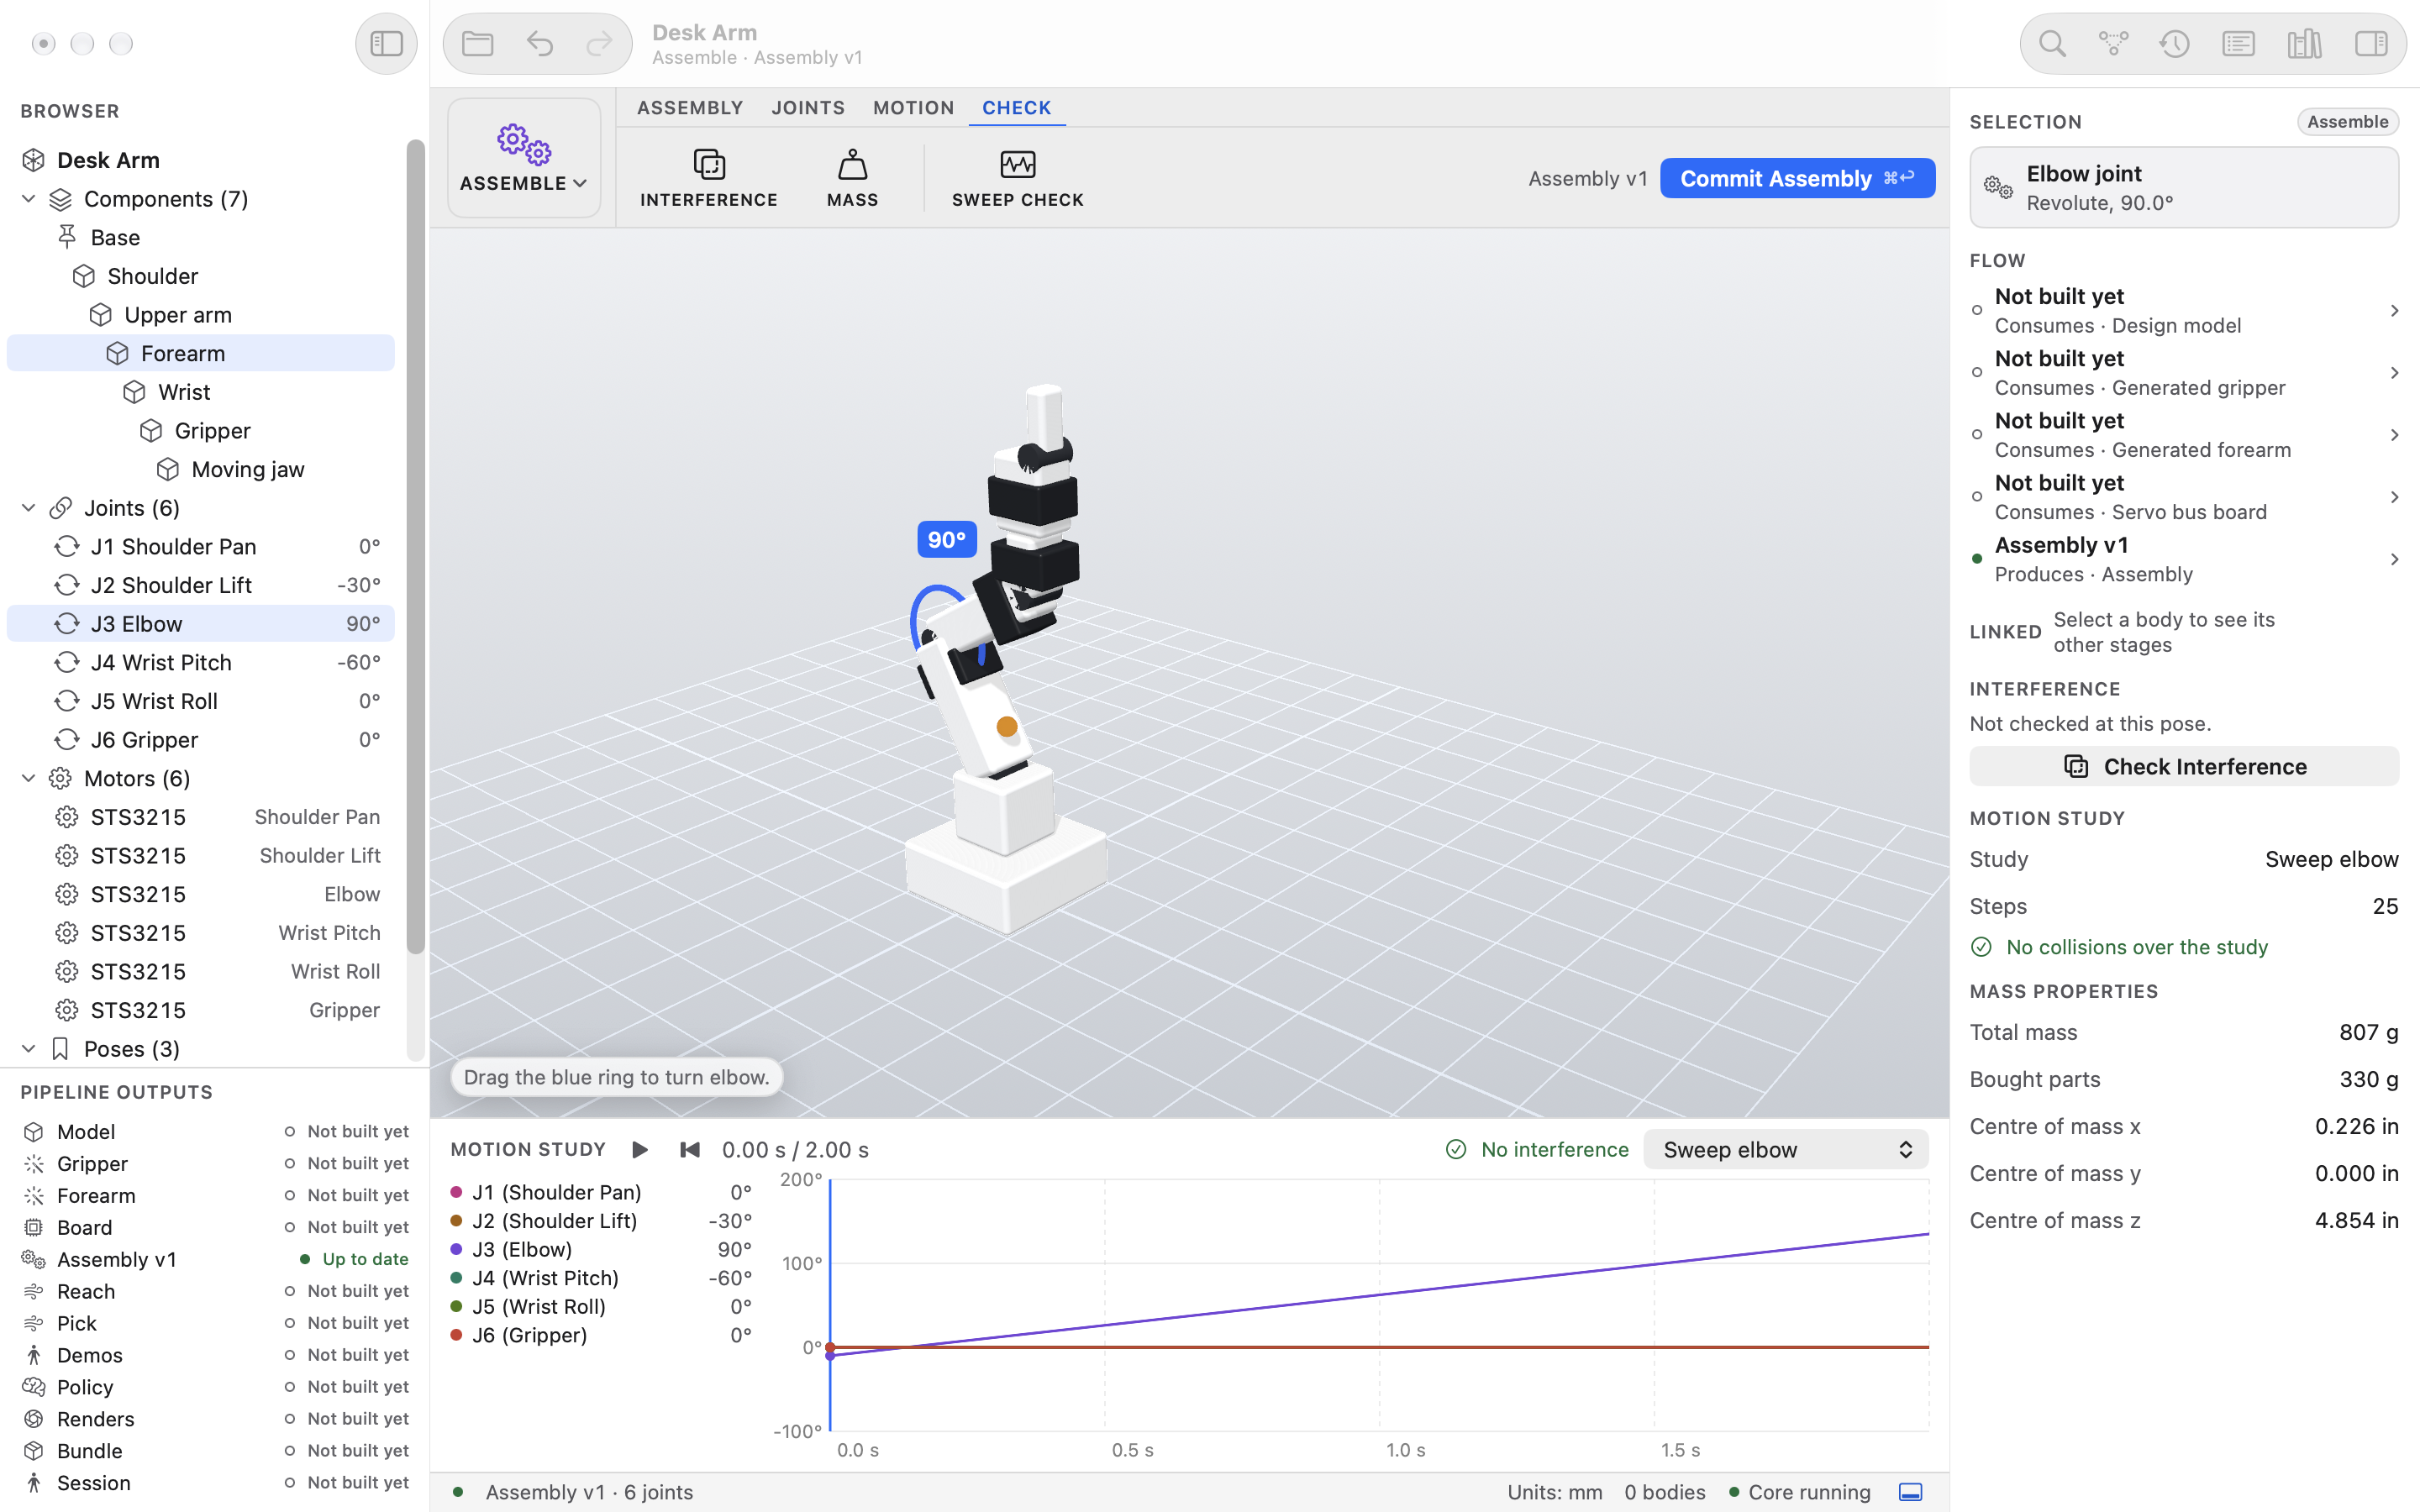 Desk Arm
Assemble · Assembly v1
BROWSER
Desk Arm
Components (7)
Base
Shoulder
Upper arm
Forearm
Wrist
Gripper
Moving jaw
Joints (6)
J1 Shoulder Pan 0°
J2 Shoulder Lift -30°
J3 Elbow 90°
J4 Wrist Pitch -60°
J5 Wrist Roll 0°
J6 Gripper 0°
Motors (6)
STS3215 Shoulder Pan
STS3215 Shoulder Lift
STS3215 Elbow
STS3215 Wrist Pitch
STS3215 Wrist Roll
STS3215 Gripper
Poses (3)
PIPELINE OUTPUTS
Model Not built yet
Gripper Not built yet
Forearm Not built yet
Board Not built yet
Assembly v1 Up to date
Reach Not built yet
Pick Not built yet
Demos Not built yet
Policy Not built yet
Renders Not built yet
Bundle Not built yet
Session Not built yet
ASSEMBLE
ASSEMBLY JOINTS MOTION CHECK
INTERFERENCE MASS SWEEP CHECK
Assembly v1 Commit Assembly ⌘↩
90°
Drag the blue ring to turn elbow.
MOTION STUDY 0.00 s / 2.00 s No interference Sweep elbow
J1 (Shoulder Pan) 0°
J2 (Shoulder Lift) -30°
J3 (Elbow) 90°
J4 (Wrist Pitch) -60°
J5 (Wrist Roll) 0°
J6 (Gripper) 0°
200°
100°
0°
-100°
0.0 s 0.5 s 1.0 s 1.5 s
Assembly v1 · 6 joints Units: mm 0 bodies Core running
SELECTION Assemble
Elbow joint
Revolute, 90.0°
FLOW
Not built yet
Consumes · Design model
Not built yet
Consumes · Generated gripper
Not built yet
Consumes · Generated forearm
Not built yet
Consumes · Servo bus board
Assembly v1
Produces · Assembly
LINKED Select a body to see its
other stages
INTERFERENCE
Not checked at this pose.
Check Interference
MOTION STUDY
Study Sweep elbow
Steps 25
No collisions over the study
MASS PROPERTIES
Total mass 807 g
Bought parts 330 g
Centre of mass x 0.226 in
Centre of mass y 0.000 in
Centre of mass z 4.854 in